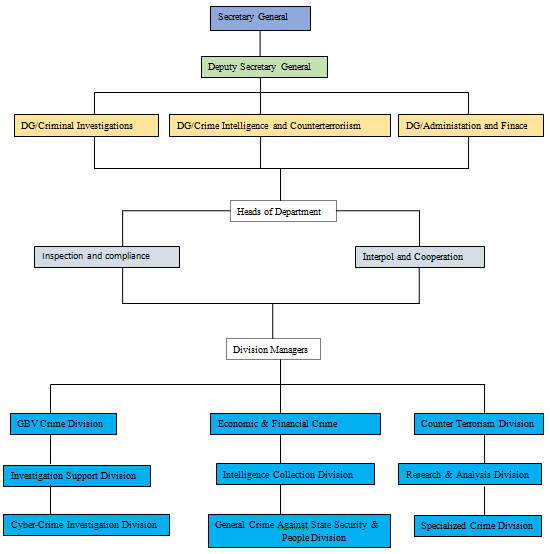 Secretary General
Deputy Secretary General
DG/Criminal Investigations
DG/Crime Intelligence and Counterterroriism
DG/Administation and Finace
Heads of Department
Inspection and compliance
Interpol and Cooperation
Division Managers
GBV Crime Division
Economic & Financial Crime
Counter Terrorism Division
Investigation Support Division
Intelligence Collection Division
Research & Analysis Division
Cyber-Crime Investigation Division
General Crime Against State Security &
People Division
Specialized Crime Division